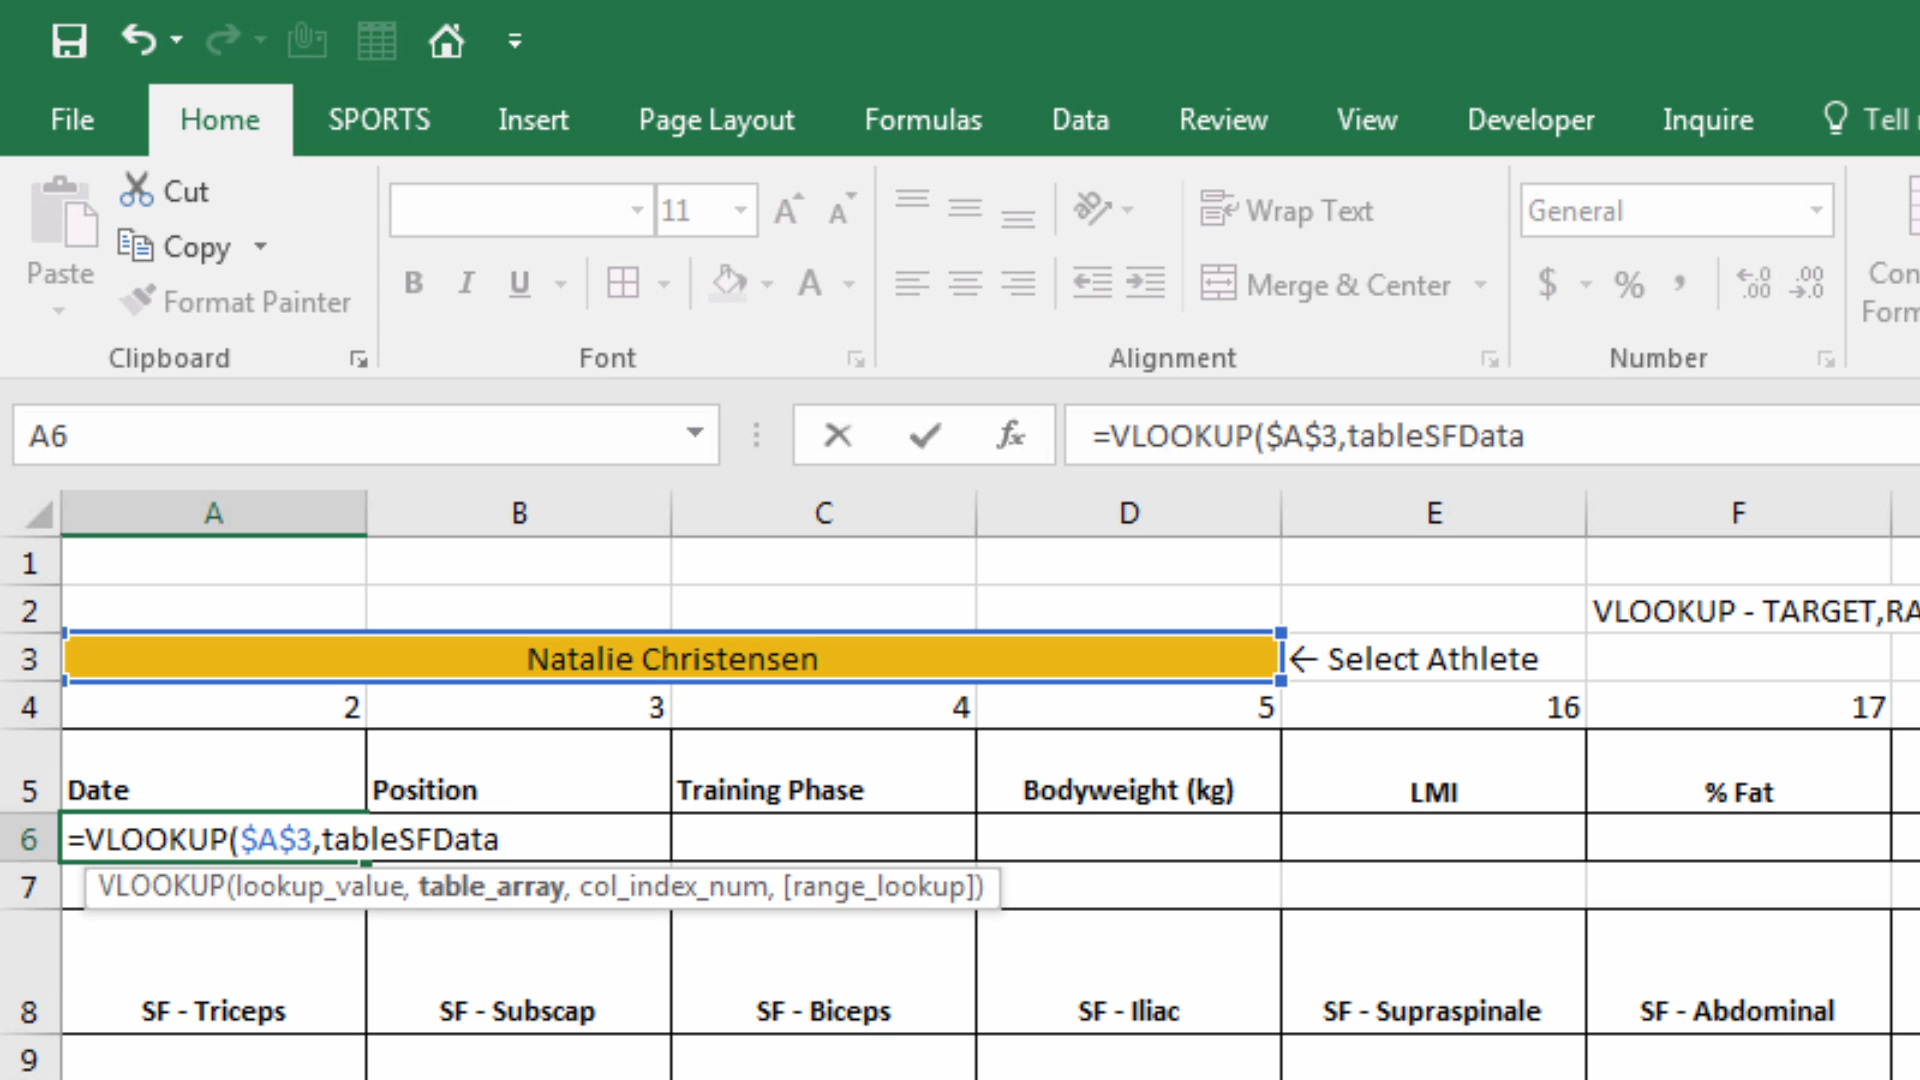 File Home SPORTS Insert Page Layout Formulas Data Review View Developer Inquire Tell
Cut
Copy
Format Painter
Paste
Clipboard
11
B I U A
Font
Wrap Text
Merge & Center
Alignment
General
$ % ,
Number
Con
Form
A6 fx =VLOOKUP($A$3,tableSFData
A B C D E F
1
2 VLOOKUP - TARGET,RA
3 Natalie Christensen ← Select Athlete
4 2 3 4 5 16 17
5 Date Position Training Phase Bodyweight (kg) LMI % Fat
6 =VLOOKUP($A$3,tableSFData
7 VLOOKUP(lookup_value, table_array, col_index_num, [range_lookup])
8 SF - Triceps SF - Subscap SF - Biceps SF - Iliac SF - Supraspinale SF - Abdominal
9